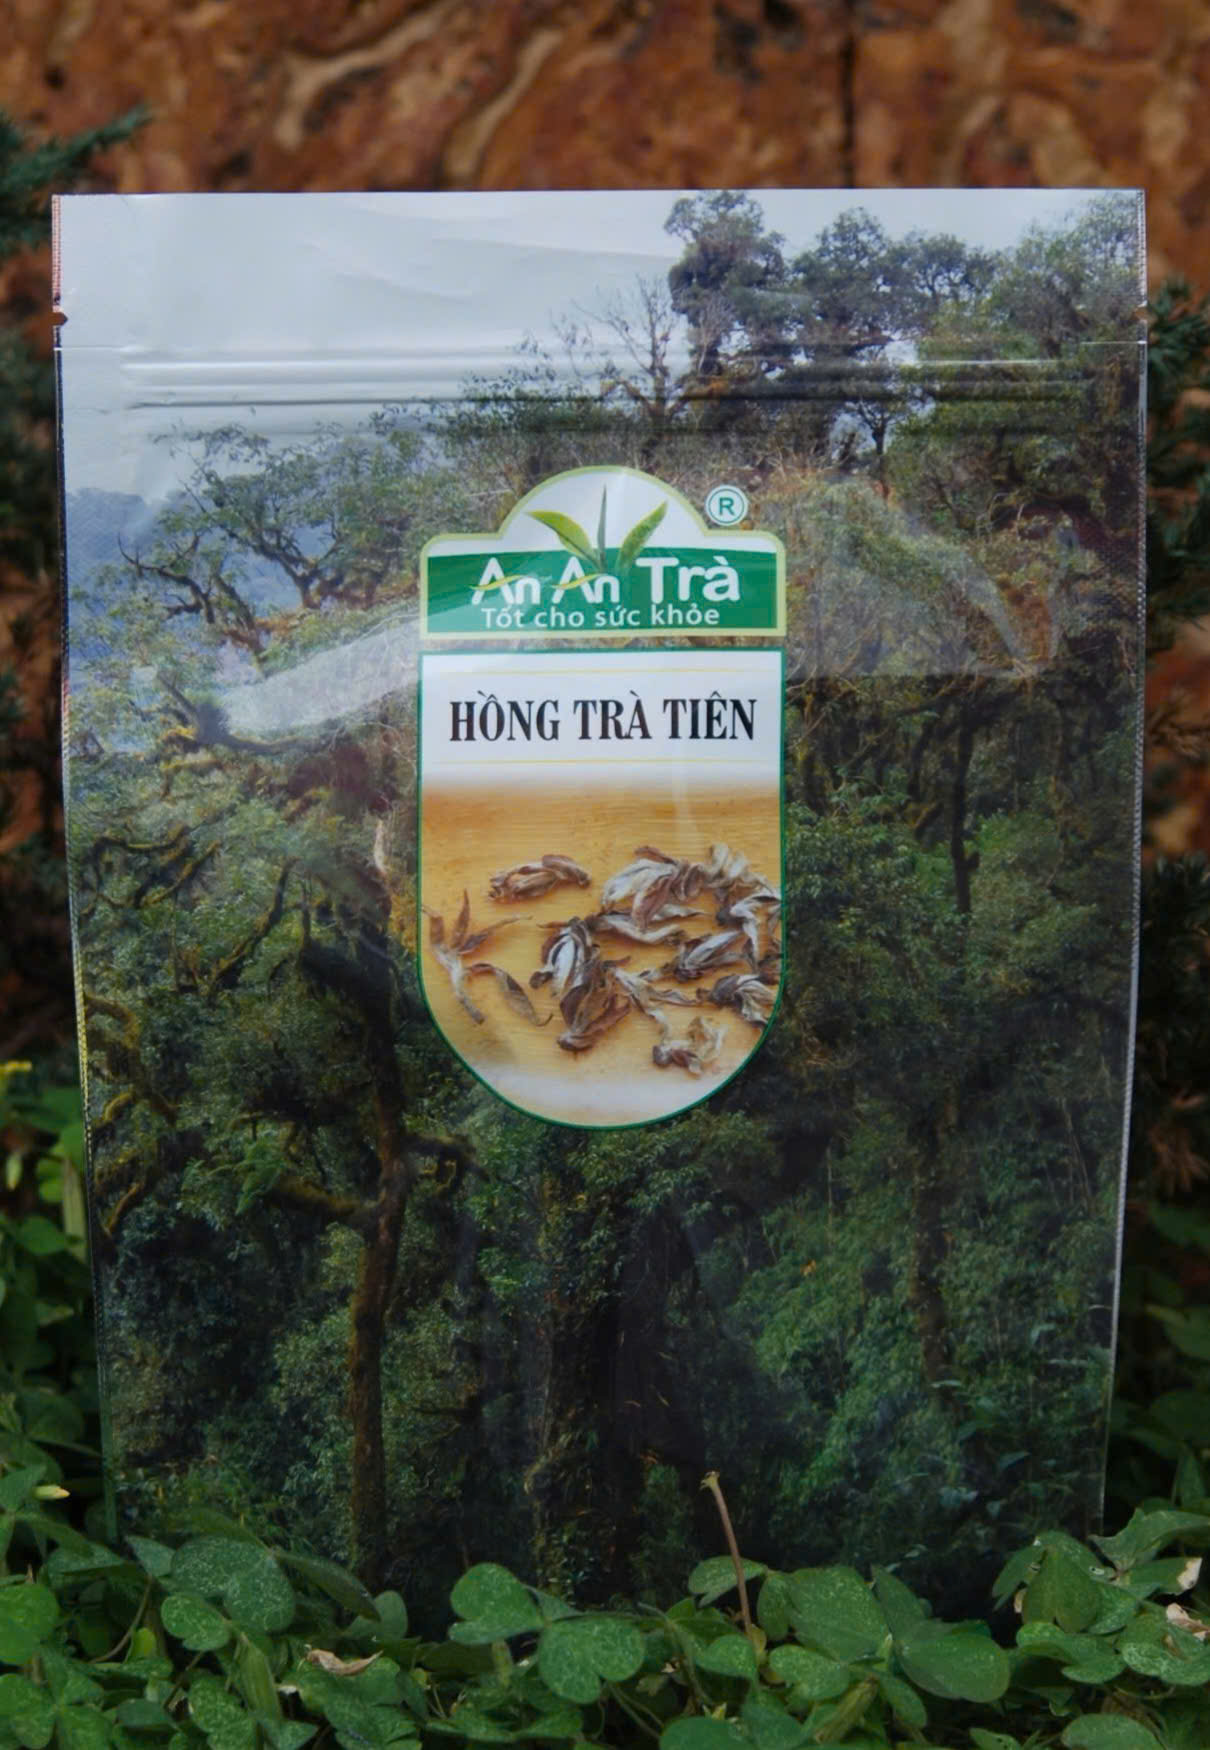 ®
An An Trà
Tốt cho sức khỏe
HỒNG TRÀ TIÊN